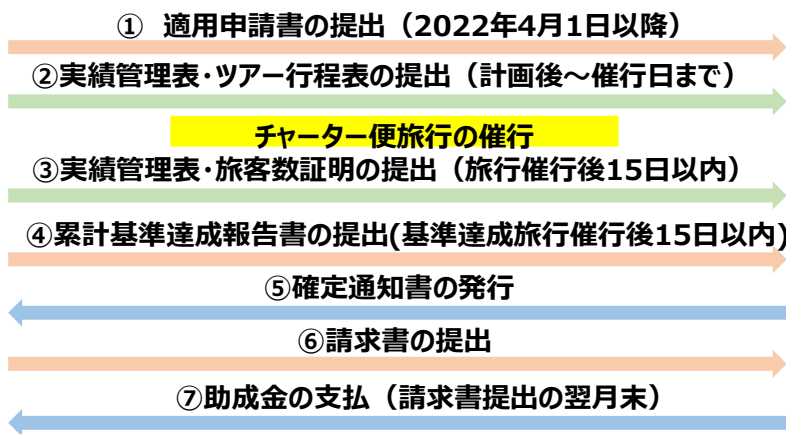 ① 適用申請書の提出（2022年4月1日以降）
②実績管理表･ツアー行程表の提出（計画後～催行日まで）
チャーター便旅行の催行
③実績管理表･旅客数証明の提出（旅行催行後15日以内）
④累計基準達成報告書の提出(基準達成旅行催行後15日以内)
⑤確定通知書の発行
⑥請求書の提出
⑦助成金の支払（請求書提出の翌月末）